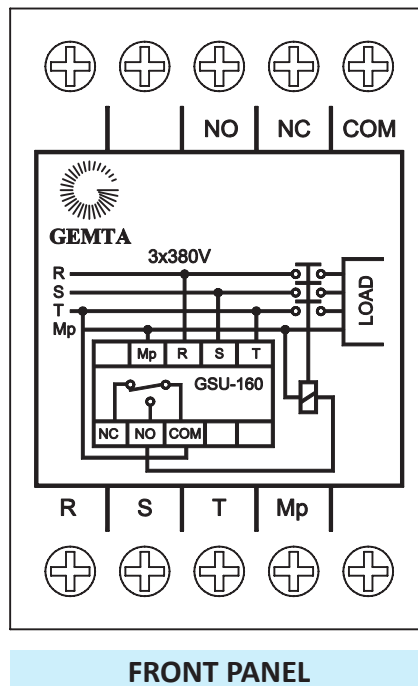 NO NC COM
GEMTA
3x380V
R
S
T
Mp
LOAD
Mp R S T
GSU-160
NC NO COM
R S T Mp
FRONT PANEL